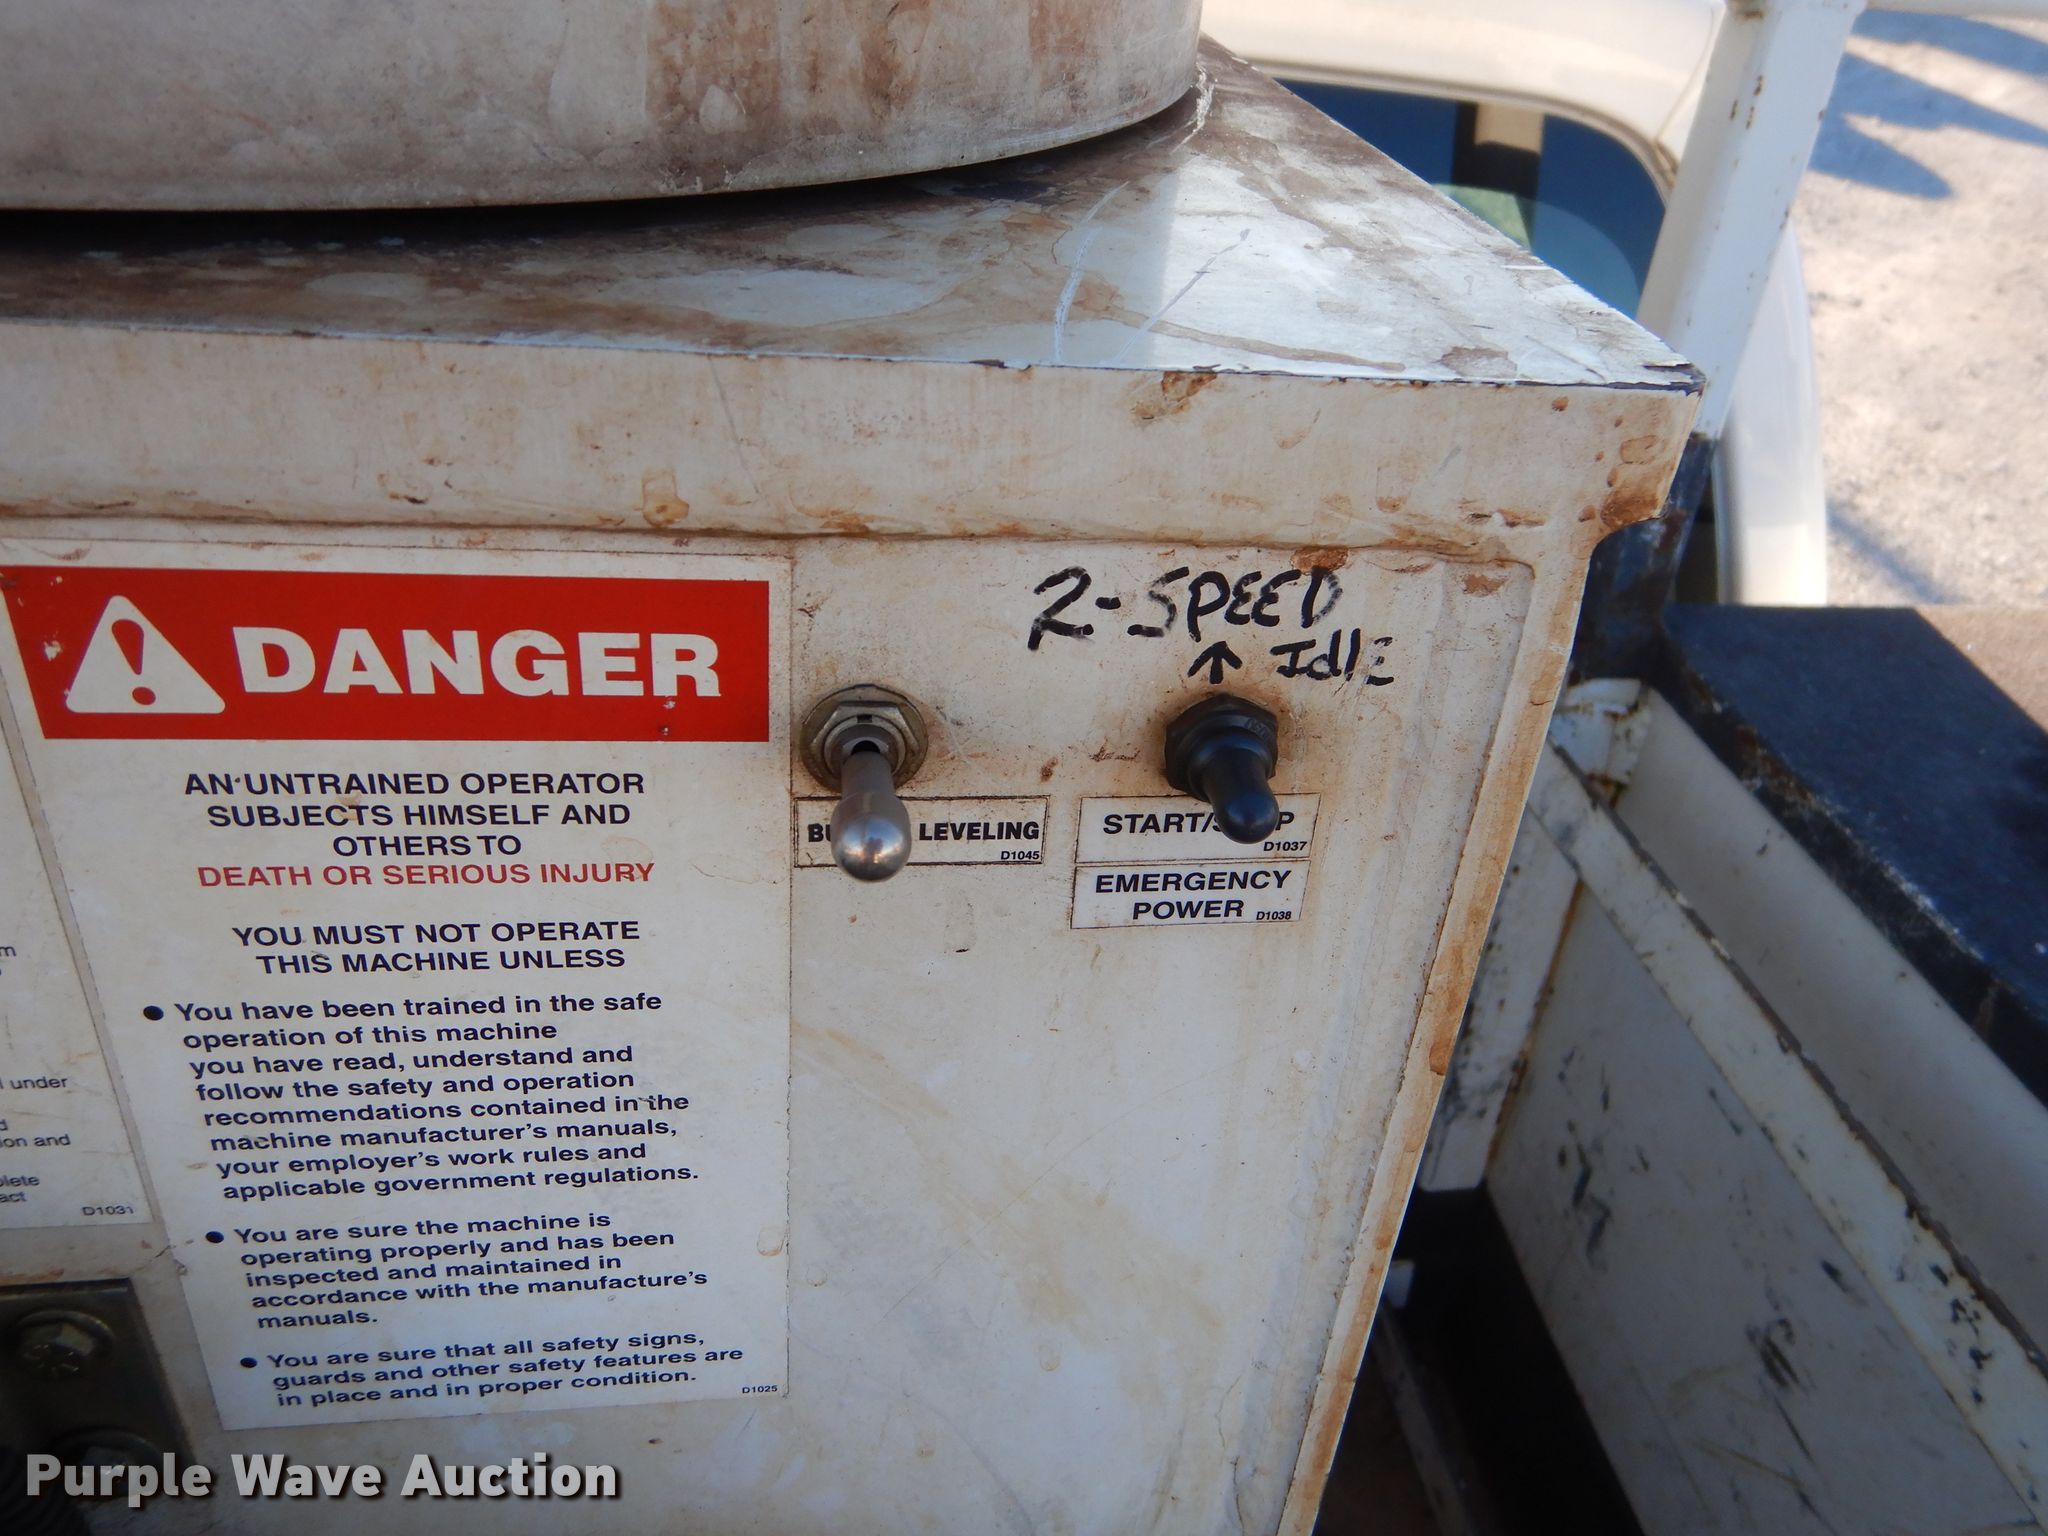 2-SPEED
↑ IdlE
DANGER
AN UNTRAINED OPERATOR
SUBJECTS HIMSELF AND
OTHERS TO
DEATH OR SERIOUS INJURY
YOU MUST NOT OPERATE
THIS MACHINE UNLESS
● You have been trained in the safe
operation of this machine
you have read, understand and
follow the safety and operation
recommendations contained in the
machine manufacturer's manuals,
your employer's work rules and
applicable government regulations.
● You are sure the machine is
operating properly and has been
inspected and maintained in
accordance with the manufacture's
manuals.
● You are sure that all safety signs,
guards and other safety features are
in place and in proper condition.
D1025
LEVELING
D1045
START/
D1037
EMERGENCY
POWER D1038
under
and
D1031
Purple Wave Auction